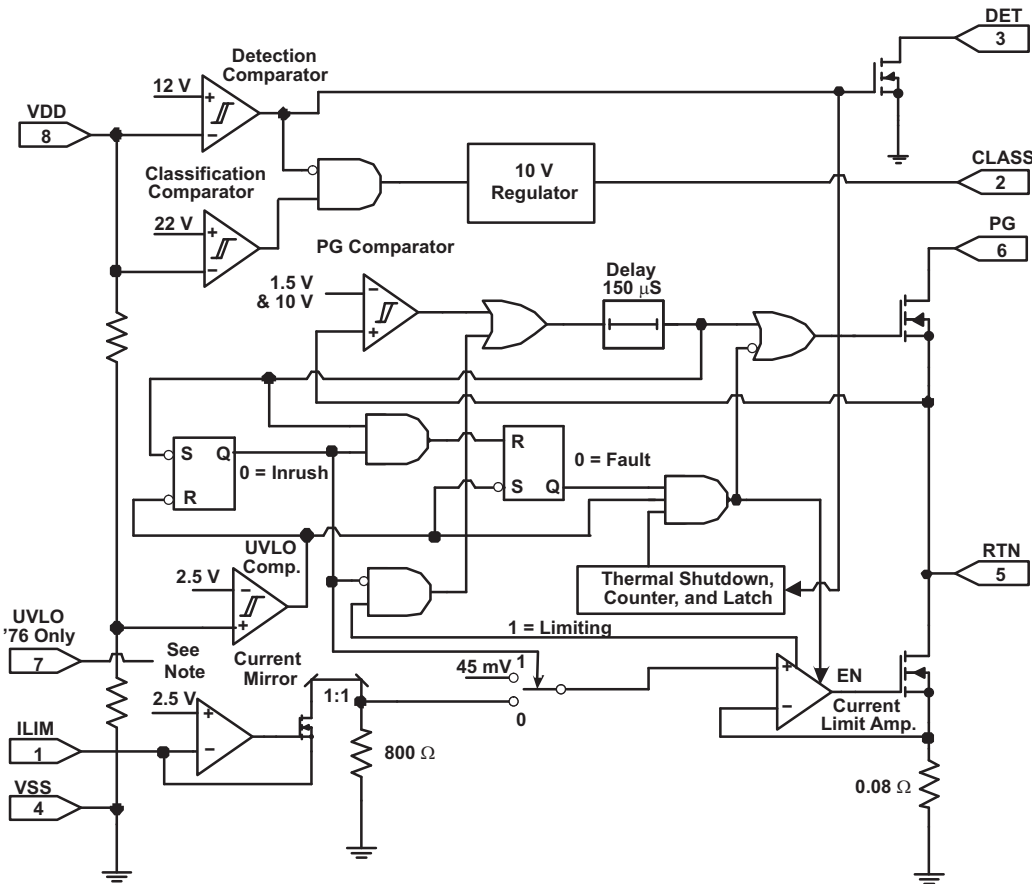 DET
3
Detection
Comparator
12 V
+
−
VDD
8
Classification
Comparator
22 V
+
−
10 V
Regulator
CLASS
2
PG Comparator
PG
6
1.5 V
& 10 V
−
+
Delay
150 μS
S Q
R
0 = Inrush
R
S Q
0 = Fault
UVLO
Comp.
2.5 V
−
+
Thermal Shutdown,
Counter, and Latch
RTN
5
UVLO
'76 Only
7
See
Note
Current
Mirror
1:1
1 = Limiting
45 mV
1
0
+
−
EN
Current
Limit Amp.
2.5 V
+
−
ILIM
1
800 Ω
VSS
4
0.08 Ω